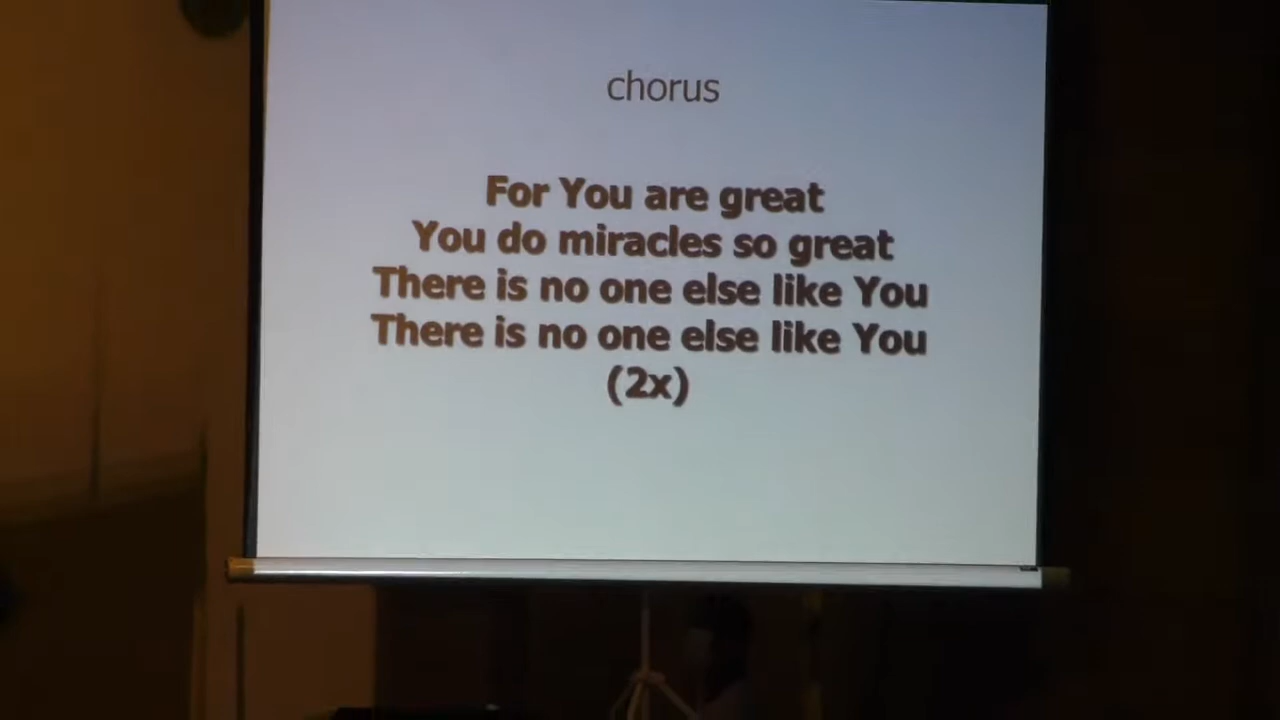 chorus
For You are great
You do miracles so great
There is no one else like You
There is no one else like You
(2x)